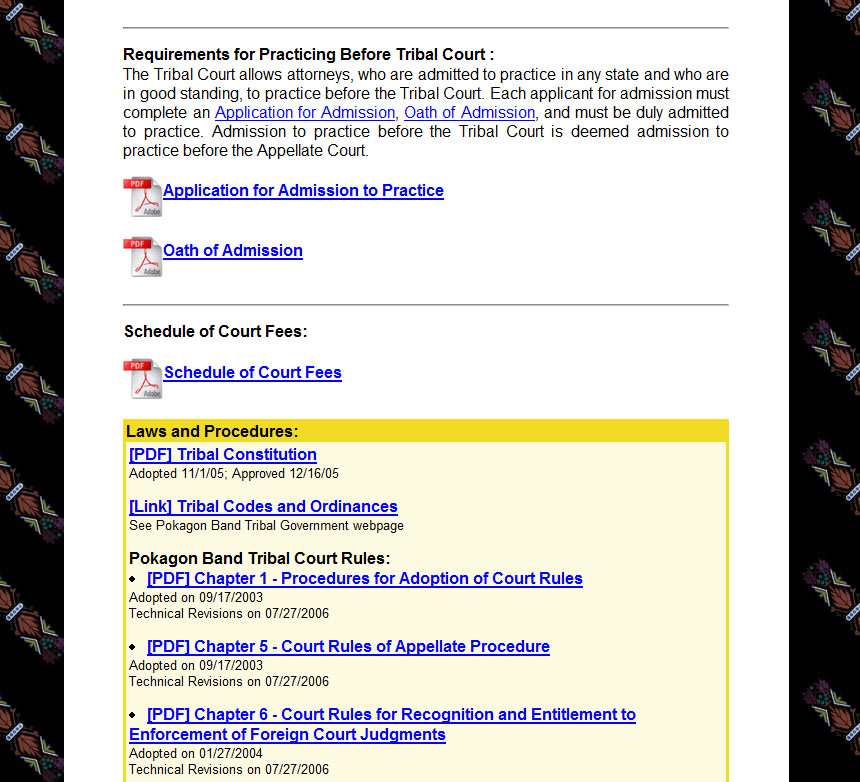 Requirements for Practicing Before Tribal Court :
The Tribal Court allows attorneys, who are admitted to practice in any state and who are
in good standing, to practice before the Tribal Court. Each applicant for admission must
complete an Application for Admission, Oath of Admission, and must be duly admitted
to practice. Admission to practice before the Tribal Court is deemed admission to
practice before the Appellate Court.
PDF
Adobe
Application for Admission to Practice
PDF
Adobe
Oath of Admission
Schedule of Court Fees:
PDF
Adobe
Schedule of Court Fees
Laws and Procedures:
[PDF] Tribal Constitution
Adopted 11/1/05; Approved 12/16/05
[Link] Tribal Codes and Ordinances
See Pokagon Band Tribal Government webpage
Pokagon Band Tribal Court Rules:
• [PDF] Chapter 1 - Procedures for Adoption of Court Rules
Adopted on 09/17/2003
Technical Revisions on 07/27/2006
• [PDF] Chapter 5 - Court Rules of Appellate Procedure
Adopted on 09/17/2003
Technical Revisions on 07/27/2006
• [PDF] Chapter 6 - Court Rules for Recognition and Entitlement to
Enforcement of Foreign Court Judgments
Adopted on 01/27/2004
Technical Revisions on 07/27/2006